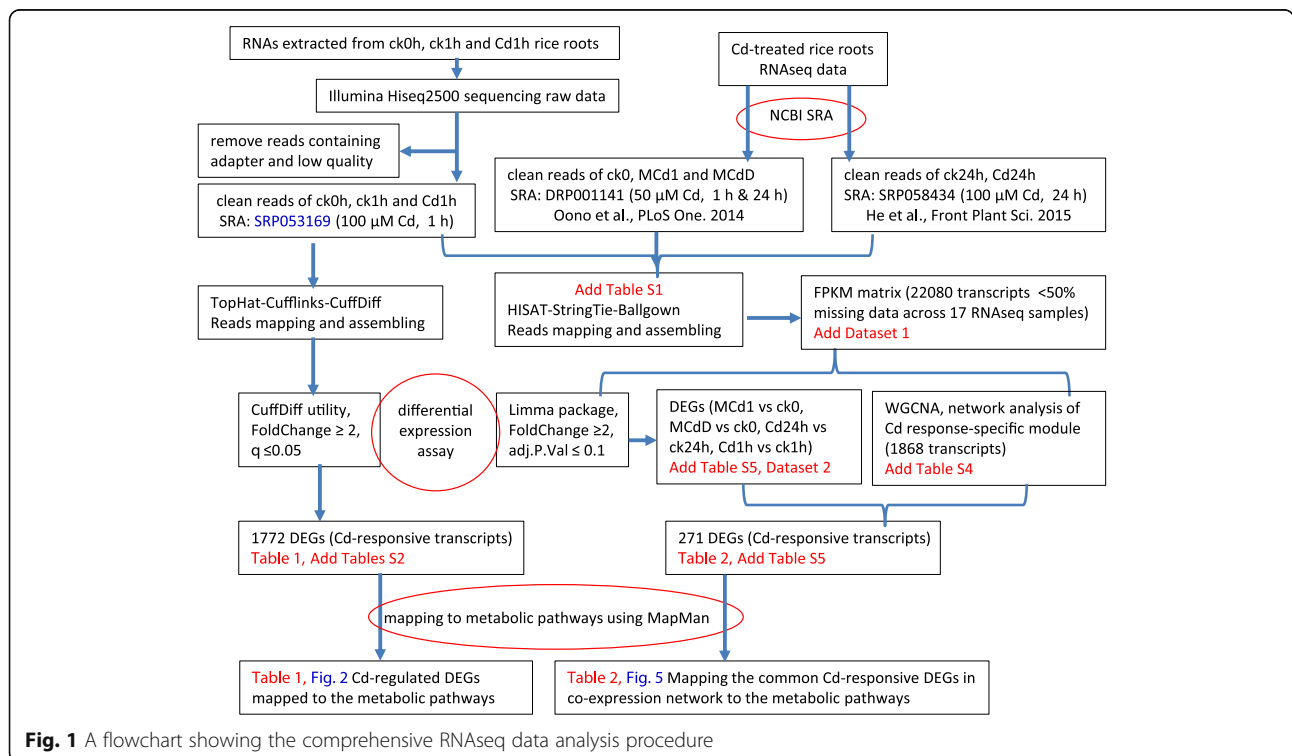 RNAs extracted from ck0h, ck1h and Cd1h rice roots
Cd-treated rice roots
RNAseq data
Illumina Hiseq2500 sequencing raw data
NCBI SRA
remove reads containing
adapter and low quality
clean reads of ck0h, ck1h and Cd1h
SRA: SRP053169 (100 µM Cd, 1 h)
clean reads of ck0, MCd1 and MCdD
SRA: DRP001141 (50 µM Cd, 1 h & 24 h)
Oono et al., PLoS One. 2014
clean reads of ck24h, Cd24h
SRA: SRP058434 (100 µM Cd, 24 h)
He et al., Front Plant Sci. 2015
TopHat-Cufflinks-CuffDiff
Reads mapping and assembling
Add Table S1
HISAT-StringTie-Ballgown
Reads mapping and assembling
FPKM matrix (22080 transcripts <50%
missing data across 17 RNAseq samples)
Add Dataset 1
CuffDiff utility,
FoldChange ≥ 2,
q ≤0.05
differential
expression
assay
Limma package,
FoldChange ≥2,
adj.P.Val ≤ 0.1
DEGs (MCd1 vs ck0,
MCdD vs ck0, Cd24h vs
ck24h, Cd1h vs ck1h)
Add Table S5, Dataset 2
WGCNA, network analysis of
Cd response-specific module
(1868 transcripts)
Add Table S4
1772 DEGs (Cd-responsive transcripts)
Table 1, Add Tables S2
271 DEGs (Cd-responsive transcripts)
Table 2, Add Table S5
mapping to metabolic pathways using MapMan
Table 1, Fig. 2 Cd-regulated DEGs
mapped to the metabolic pathways
Table 2, Fig. 5 Mapping the common Cd-responsive DEGs in
co-expression network to the metabolic pathways
Fig. 1 A flowchart showing the comprehensive RNAseq data analysis procedure